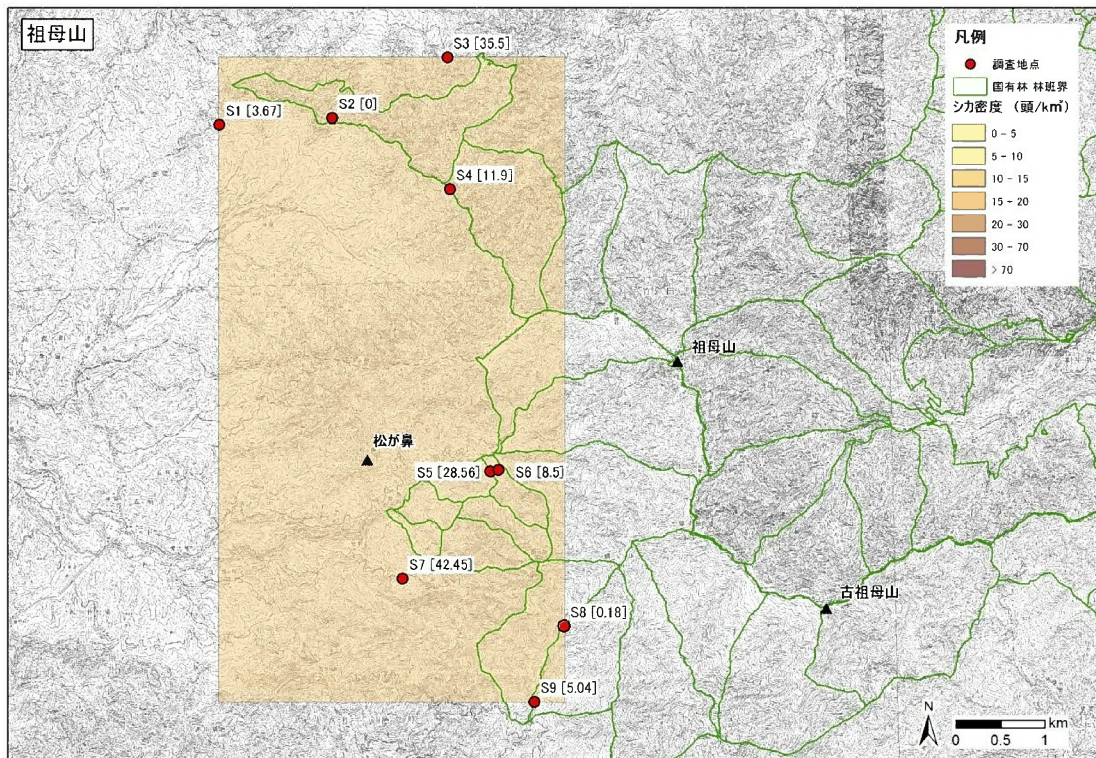 祖母山
S3 [35.5]
S2 [0]
S1 [3.67]
S4 [11.9]
祖母山
松が鼻
S5 [28.56]
S6 [8.5]
S7 [42.45]
S8 [0.18]
古祖母山
S9 [5.04]
凡例
調査地点
国有林 林班界
シカ密度 (頭/k㎡)
0 - 5
5 - 10
10 - 15
15 - 20
20 - 30
30 - 70
> 70
N
km
0 0.5 1